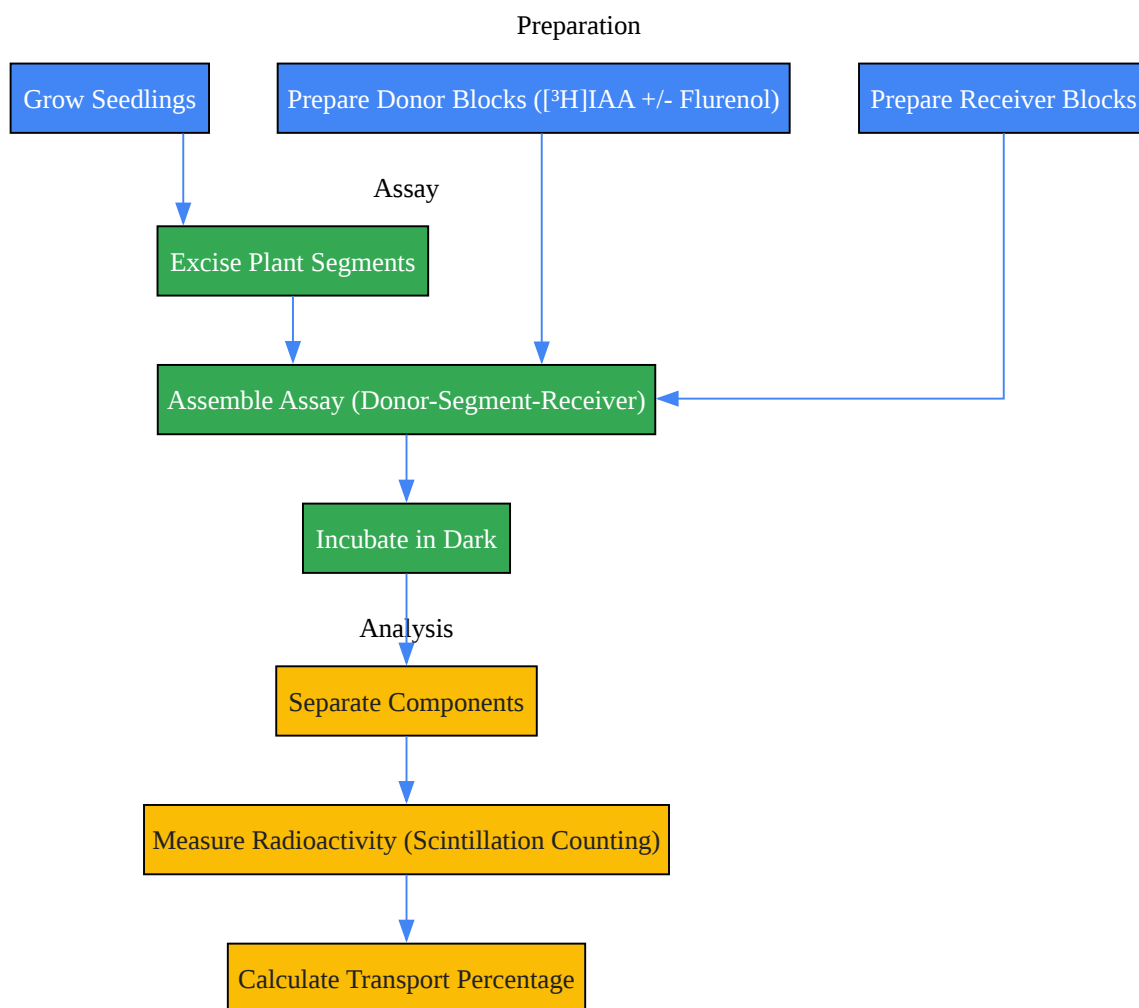 Preparation
Grow Seedlings
Prepare Donor Blocks ([³H]IAA +/- Flurenol)
Prepare Receiver Blocks
Assay
Excise Plant Segments
Assemble Assay (Donor-Segment-Receiver)
Incubate in Dark
Analysis
Separate Components
Measure Radioactivity (Scintillation Counting)
Calculate Transport Percentage